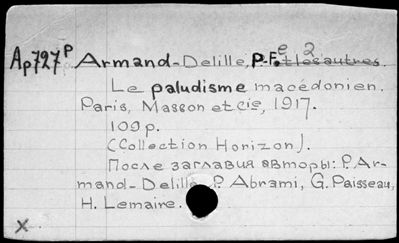 Ap727ᴾ Armand-Delille, P.F. e 2 et les autres.
Le paludisme macédonien.
Paris, Masson et cie, 1917.
109 p.
(Collection Horizon).
После заглавия авторы: P. Ar-
mand-Delille, P. Abrami, G. Paisseau,
H. Lemaire.
X